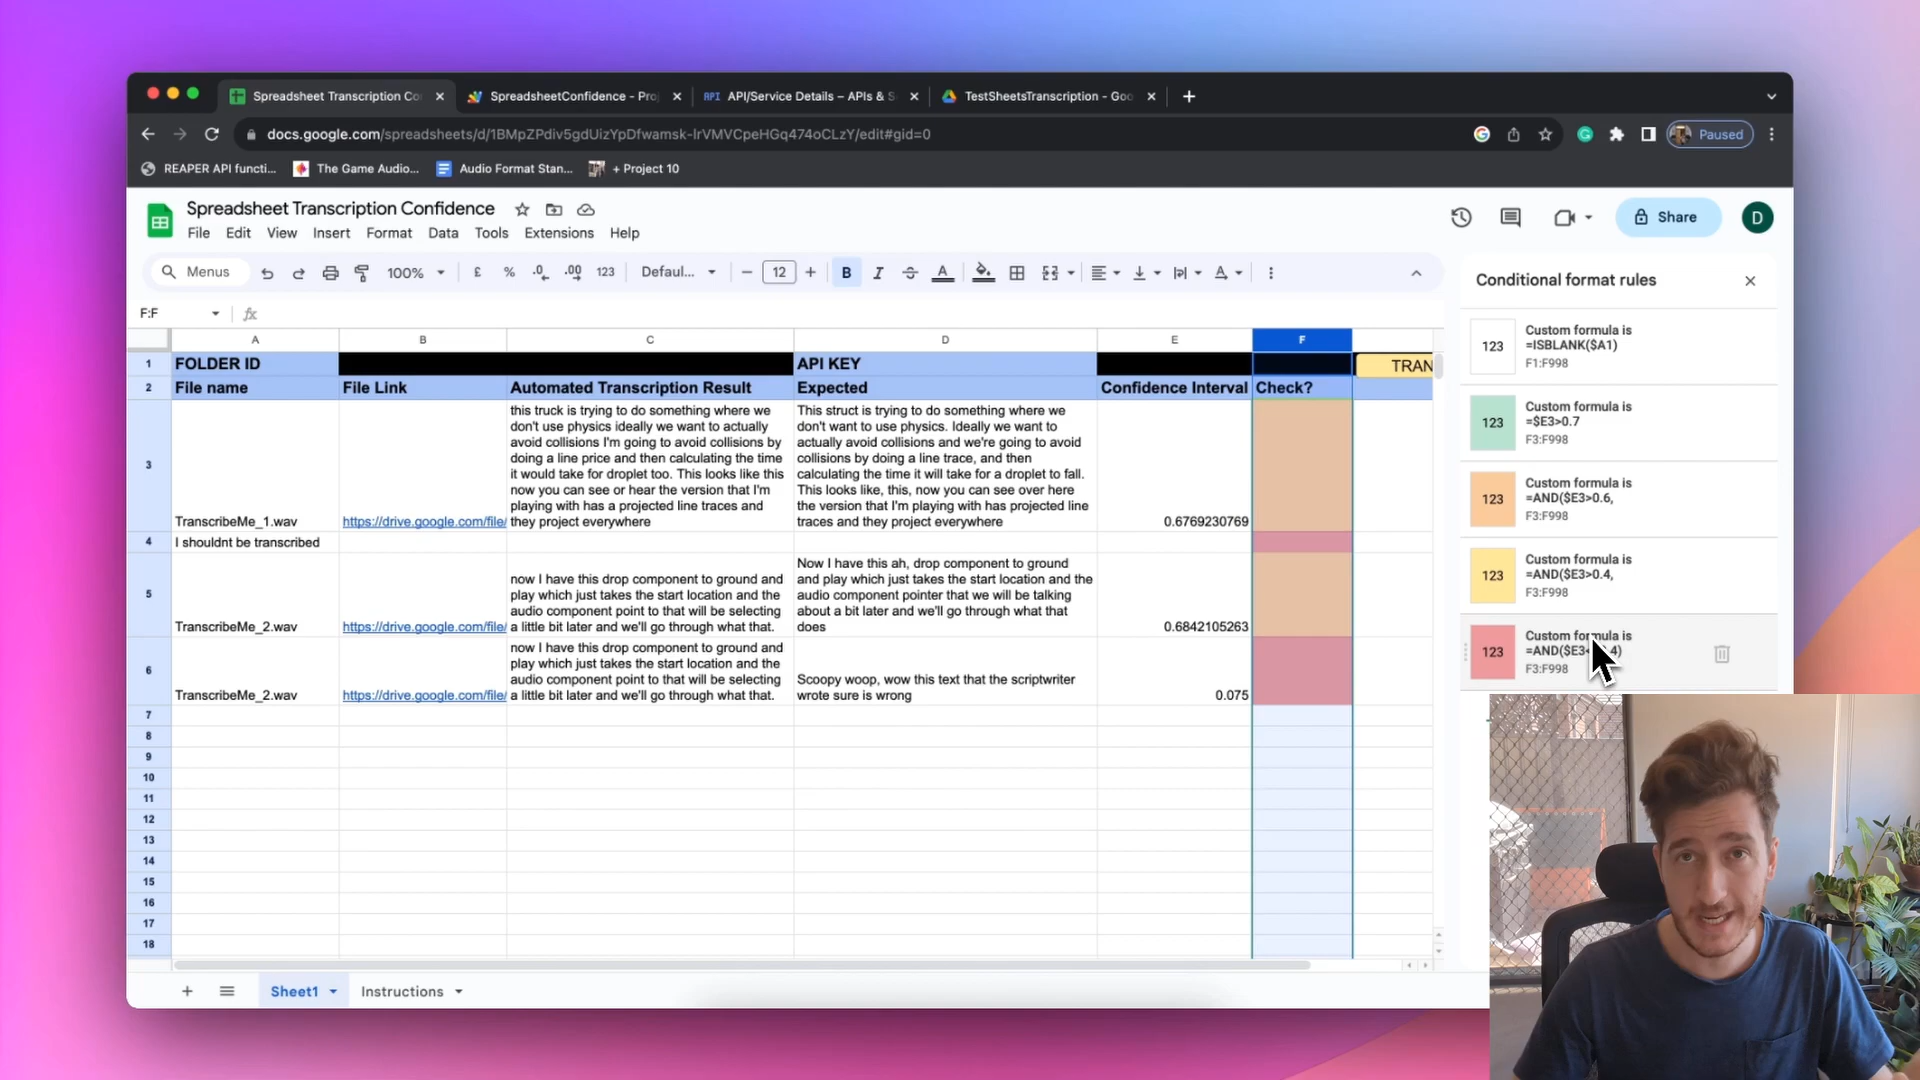 Spreadsheet Transcription Co
SpreadsheetConfidence - Proj
API API/Service Details – APIs & S
TestSheetsTranscription - Goo
docs.google.com/spreadsheets/d/1BMpZPdiv5gdUizYpDfwamsk-lrVMVCpeHGq474oCLzY/edit#gid=0
Paused
REAPER API functi...
The Game Audio...
Audio Format Stan...
+ Project 10
Spreadsheet Transcription Confidence
File Edit View Insert Format Data Tools Extensions Help
Share
D
Menus
100%
£ % .0 .00 123
Defaul...
12
B I A
F:F
fx
Conditional format rules
A B C D E F
1 FOLDER ID
API KEY
TRAN
2 File name
File Link
Automated Transcription Result
Expected
Confidence Interval
Check?
3
TranscribeMe_1.wav
https://drive.google.com/file/
this truck is trying to do something where we
don't use physics ideally we want to actually
avoid collisions I'm going to avoid collisions by
doing a line price and then calculating the time
it would take for droplet too. This looks like this
now you can see or hear the version that I'm
playing with has a projected line traces and
they project everywhere
This struct is trying to do something where we
don't want to use physics. Ideally we want to
actually avoid collisions and we're going to avoid
collisions by doing a line trace, and then
calculating the time it will take for a droplet to fall.
This looks like, this, now you can see over here
the version that I'm playing with has projected line
traces and they project everywhere
0.6769230769
4 I shouldnt be transcribed
5
TranscribeMe_2.wav
https://drive.google.com/file/
now I have this drop component to ground and
play which just takes the start location and the
audio component point to that will be selecting
a little bit later and we'll go through what that.
Now I have this ah, drop component to ground
and play which just takes the start location and the
audio component pointer that we will be talking
about a bit later and we'll go through what that
does
0.6842105263
6
TranscribeMe_2.wav
https://drive.google.com/file/
now I have this drop component to ground and
play which just takes the start location and the
audio component point to that will be selecting
a little bit later and we'll go through what that.
Scoopy woop, wow this text that the scriptwriter
wrote sure is wrong
0.075
7
8
9
10
11
12
13
14
15
16
17
18
123
Custom formula is
=ISBLANK($A1)
F1:F998
123
Custom formula is
=$E3>0.7
F3:F998
123
Custom formula is
=AND($E3>0.6,
F3:F998
123
Custom formula is
=AND($E3>0.4,
F3:F998
123
Custom formula is
=AND($E3< 4)
F3:F998
Sheet1
Instructions